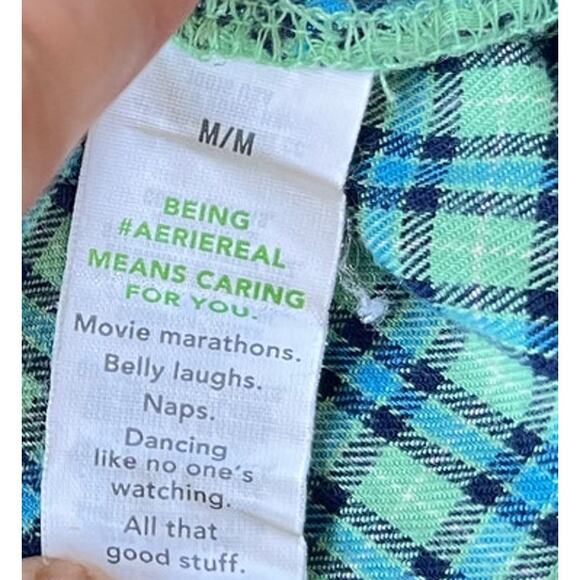 M/M
BEING
#AERIEREAL
MEANS CARING
FOR YOU.
Movie marathons.
Belly laughs.
Naps.
Dancing
like no one's
watching.
All that
good stuff.